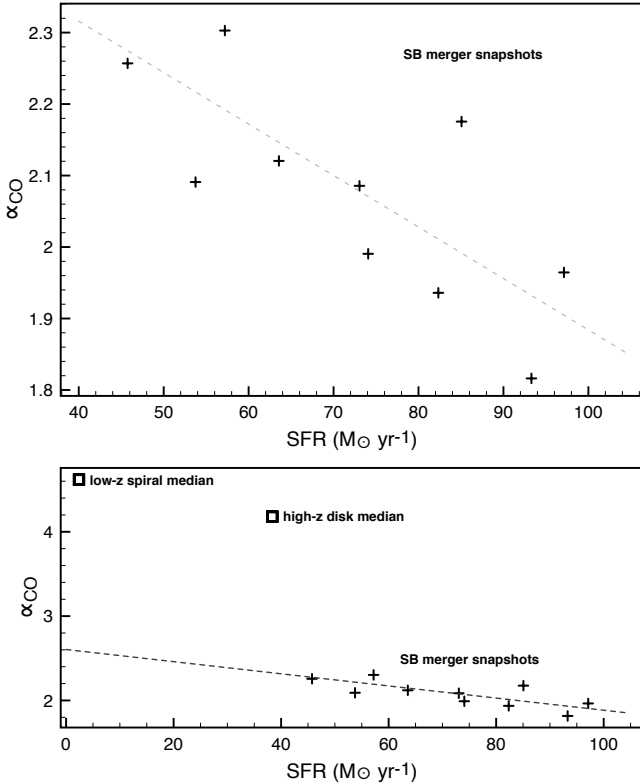 2.3
2.2
2.1
2
1.9
1.8
αCO
SB merger snapshots
40 50 60 70 80 90 100
SFR (M⊙ yr-1)
4
3
2
αCO
low-z spiral median
high-z disk median
SB merger snapshots
0 20 40 60 80 100
SFR (M⊙ yr-1)